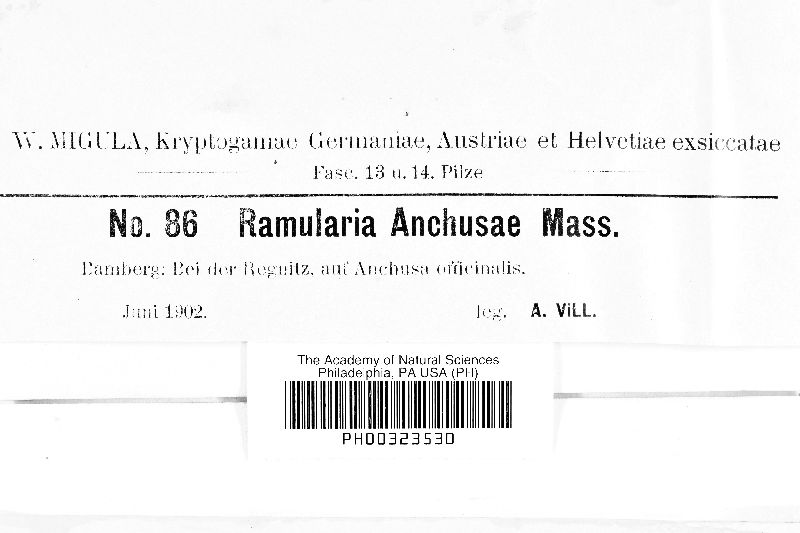 W. MIGULA, Kryptogamae Germaniae, Austriae et Helvetiae exsiccatae
Fasc. 13 u. 14. Pilze
No. 86 Ramularia Anchusae Mass.
Bamberg: Bei der Regnitz, auf Anchusa officinalis.
Juni 1902.
leg. A. ViLL.
The Academy of Natural Sciences
Philadelphia, PA USA (PH)
PH00323530